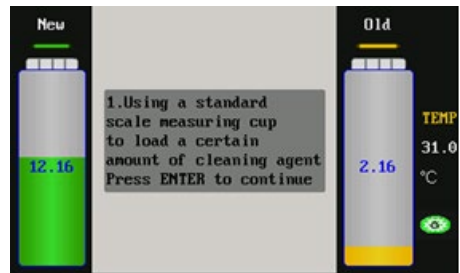 New
Old
1.Using a standard
scale measuring cup
to load a certain
amount of cleaning agent
Press ENTER to continue
12.16
2.16
TEMP
31.0
°C